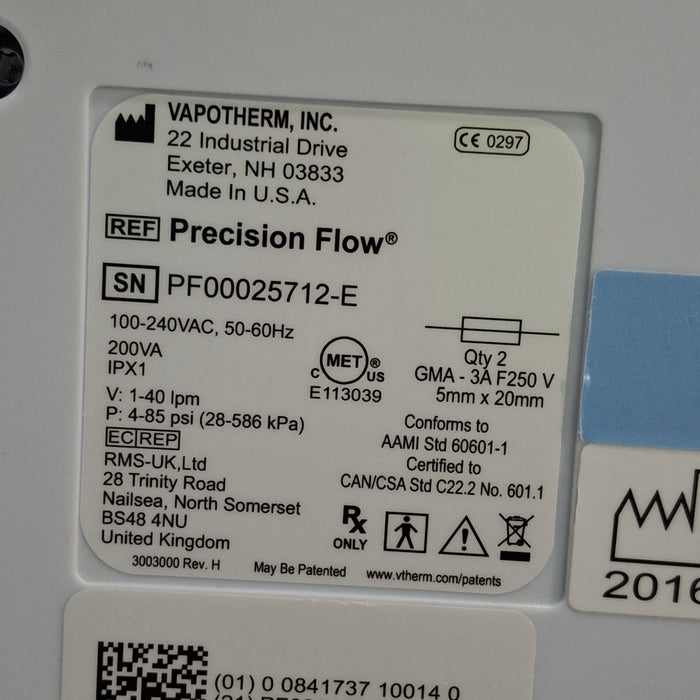 VAPOTHERM, INC.
22 Industrial Drive
Exeter, NH 03833
Made In U.S.A.
CE 0297
REF Precision Flow®
SN PF00025712-E
100-240VAC, 50-60Hz
200VA
IPX1
V: 1-40 lpm
P: 4-85 psi (28-586 kPa)
C MET® US
E113039
Qty 2
GMA - 3A F250 V
5mm x 20mm
Conforms to
AAMI Std 60601-1
Certified to
CAN/CSA Std C22.2 No. 601.1
EC REP
RMS-UK,Ltd
28 Trinity Road
Nailsea, North Somerset
BS48 4NU
United Kingdom
Rx
ONLY
3003000 Rev. H
May Be Patented
www.vtherm.com/patents
2016
(01) 0 0841737 10014 0